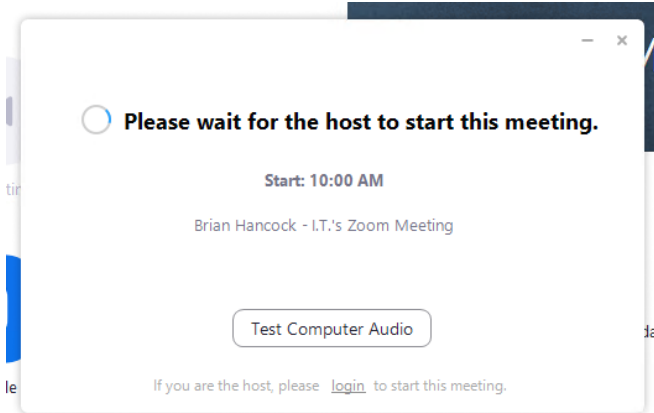 Please wait for the host to start this meeting.
Start: 10:00 AM
Brian Hancock - I.T.'s Zoom Meeting
Test Computer Audio
If you are the host, please login to start this meeting.